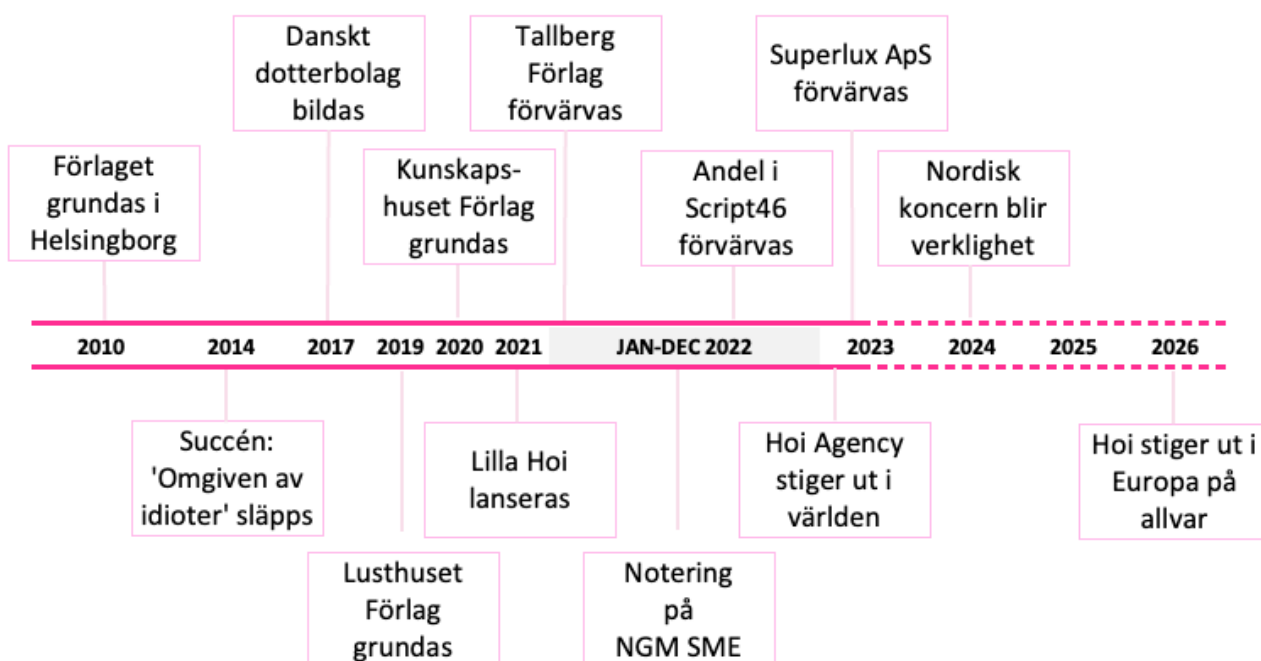 Danskt
dotterbolag
bildas
Tallberg
Förlag
förvärvas
Superlux ApS
förvärvas
Förlaget
grundas i
Helsingborg
Kunskaps-
huset Förlag
grundas
Andel i
Script46
förvärvas
Nordisk
koncern blir
verklighet
2010 2014 2017 2019 2020 2021 JAN-DEC 2022 2023 2024 2025 2026
Succén:
'Omgiven av
idioter' släpps
Lilla Hoi
lanseras
Hoi Agency
stiger ut i
världen
Hoi stiger ut i
Europa på
allvar
Lusthuset
Förlag
grundas
Notering
på
NGM SME